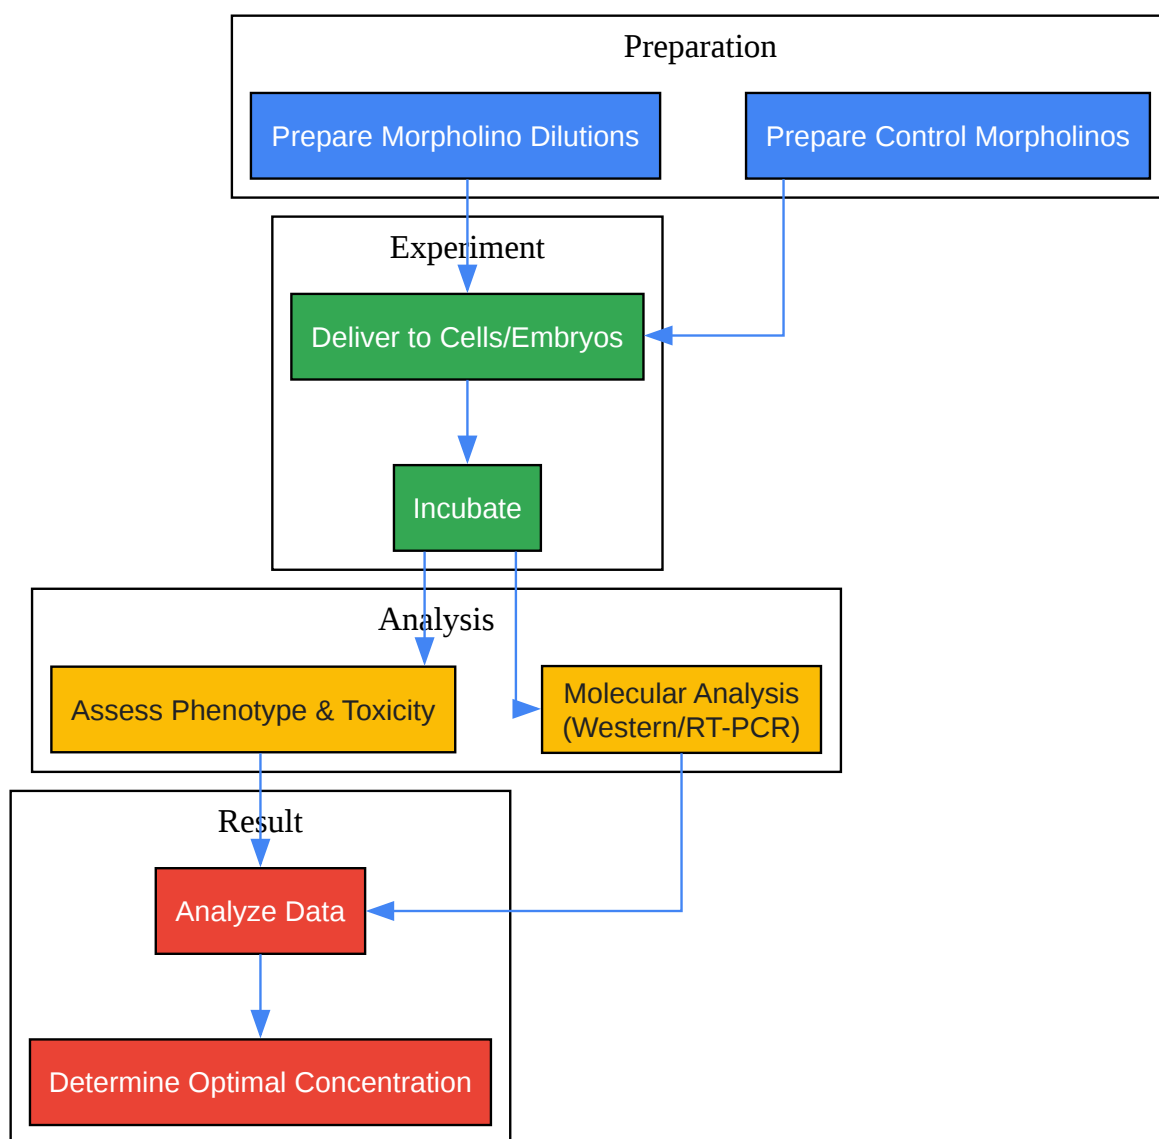 Preparation
Prepare Morpholino Dilutions
Prepare Control Morpholinos
Experiment
Deliver to Cells/Embryos
Incubate
Analysis
Assess Phenotype & Toxicity
Molecular Analysis
(Western/RT-PCR)
Result
Analyze Data
Determine Optimal Concentration